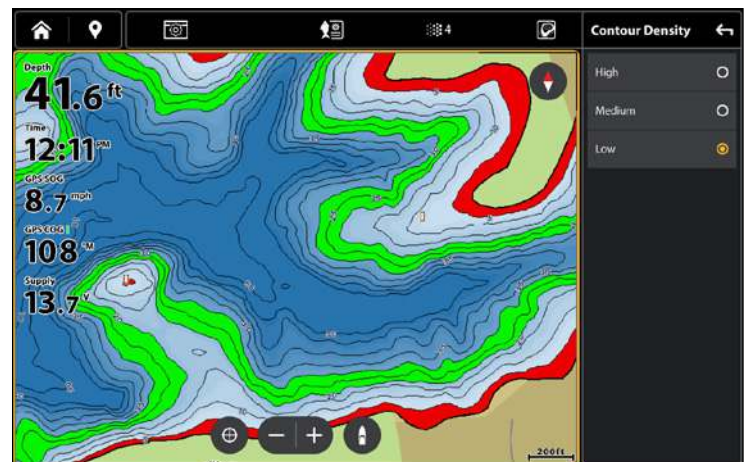 4
Contour Density
High
Medium
Low
Depth
41.6 ft
Time
12:11 PM
GPS SOG
8.7 mph
GPS COG
108 °M
Supply
13.7 V
200ft